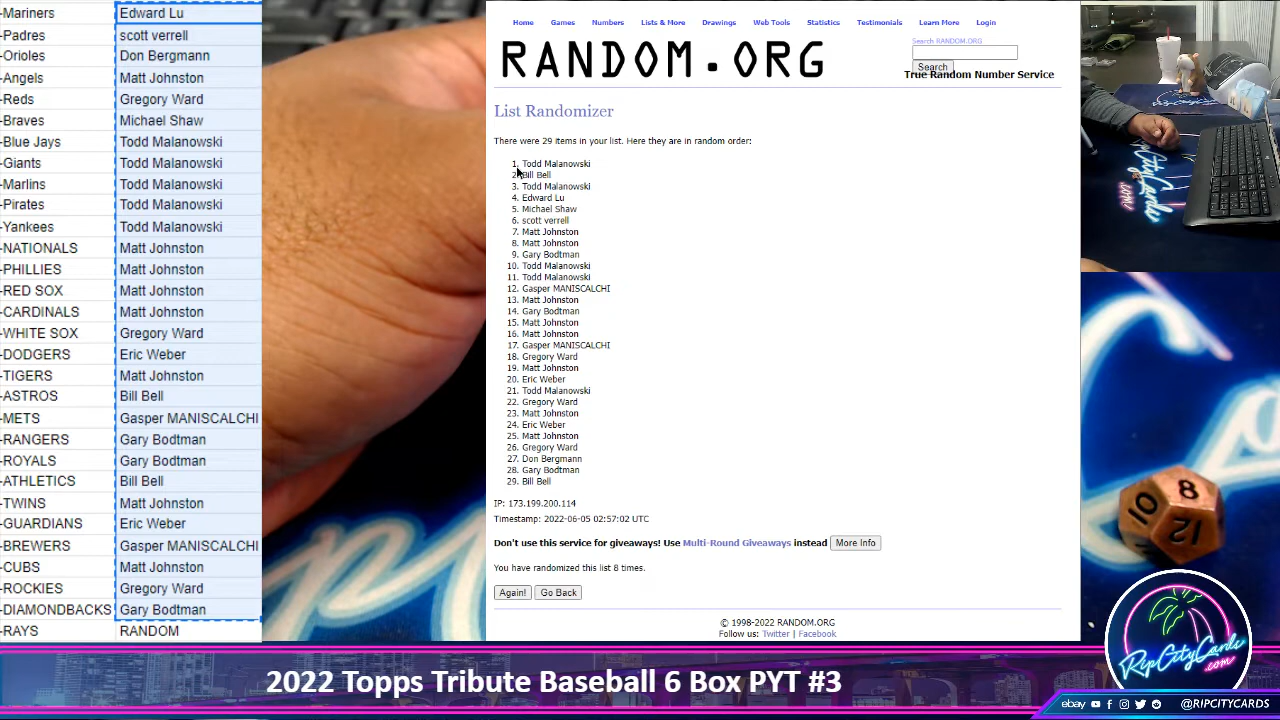 -Mariners Edward Lu
-Padres scott verrell
-Orioles Don Bergmann
-Angels Matt Johnston
-Reds Gregory Ward
-Braves Michael Shaw
-Blue Jays Todd Malanowski
-Giants Todd Malanowski
-Marlins Todd Malanowski
-Pirates Todd Malanowski
-Yankees Todd Malanowski
-NATIONALS Matt Johnston
-PHILLIES Matt Johnston
-RED SOX Matt Johnston
-CARDINALS Matt Johnston
-WHITE SOX Gregory Ward
-DODGERS Eric Weber
-TIGERS Matt Johnston
-ASTROS Bill Bell
-METS Gasper MANISCALCHI
-RANGERS Gary Bodtman
-ROYALS Gary Bodtman
-ATHLETICS Bill Bell
-TWINS Matt Johnston
-GUARDIANS Eric Weber
-BREWERS Gasper MANISCALCHI
-CUBS Matt Johnston
-ROCKIES Gregory Ward
-DIAMONDBACKS Gary Bodtman
-RAYS RANDOM
Home Games Numbers Lists & More Drawings Web Tools Statistics Testimonials Learn More Login
RANDOM.ORG
Search RANDOM.ORG
Search
True Random Number Service
List Randomizer
There were 29 items in your list. Here they are in random order:
1. Todd Malanowski
2. Bill Bell
3. Todd Malanowski
4. Edward Lu
5. Michael Shaw
6. scott verrell
7. Matt Johnston
8. Matt Johnston
9. Gary Bodtman
10. Todd Malanowski
11. Todd Malanowski
12. Gasper MANISCALCHI
13. Matt Johnston
14. Gary Bodtman
15. Matt Johnston
16. Matt Johnston
17. Gasper MANISCALCHI
18. Gregory Ward
19. Matt Johnston
20. Eric Weber
21. Todd Malanowski
22. Gregory Ward
23. Matt Johnston
24. Eric Weber
25. Matt Johnston
26. Gregory Ward
27. Don Bergmann
28. Gary Bodtman
29. Bill Bell
IP: 173.199.200.114
Timestamp: 2022-06-05 02:57:02 UTC
Don't use this service for giveaways! Use Multi-Round Giveaways instead More Info
You have randomized this list 8 times.
Again! Go Back
© 1998-2022 RANDOM.ORG
Follow us: Twitter | Facebook
RipCityCards
.com
10 8 12
RipCityCards
.com
2022 Topps Tribute Baseball 6 Box PYT #3
ebay @RIPCITYCARDS